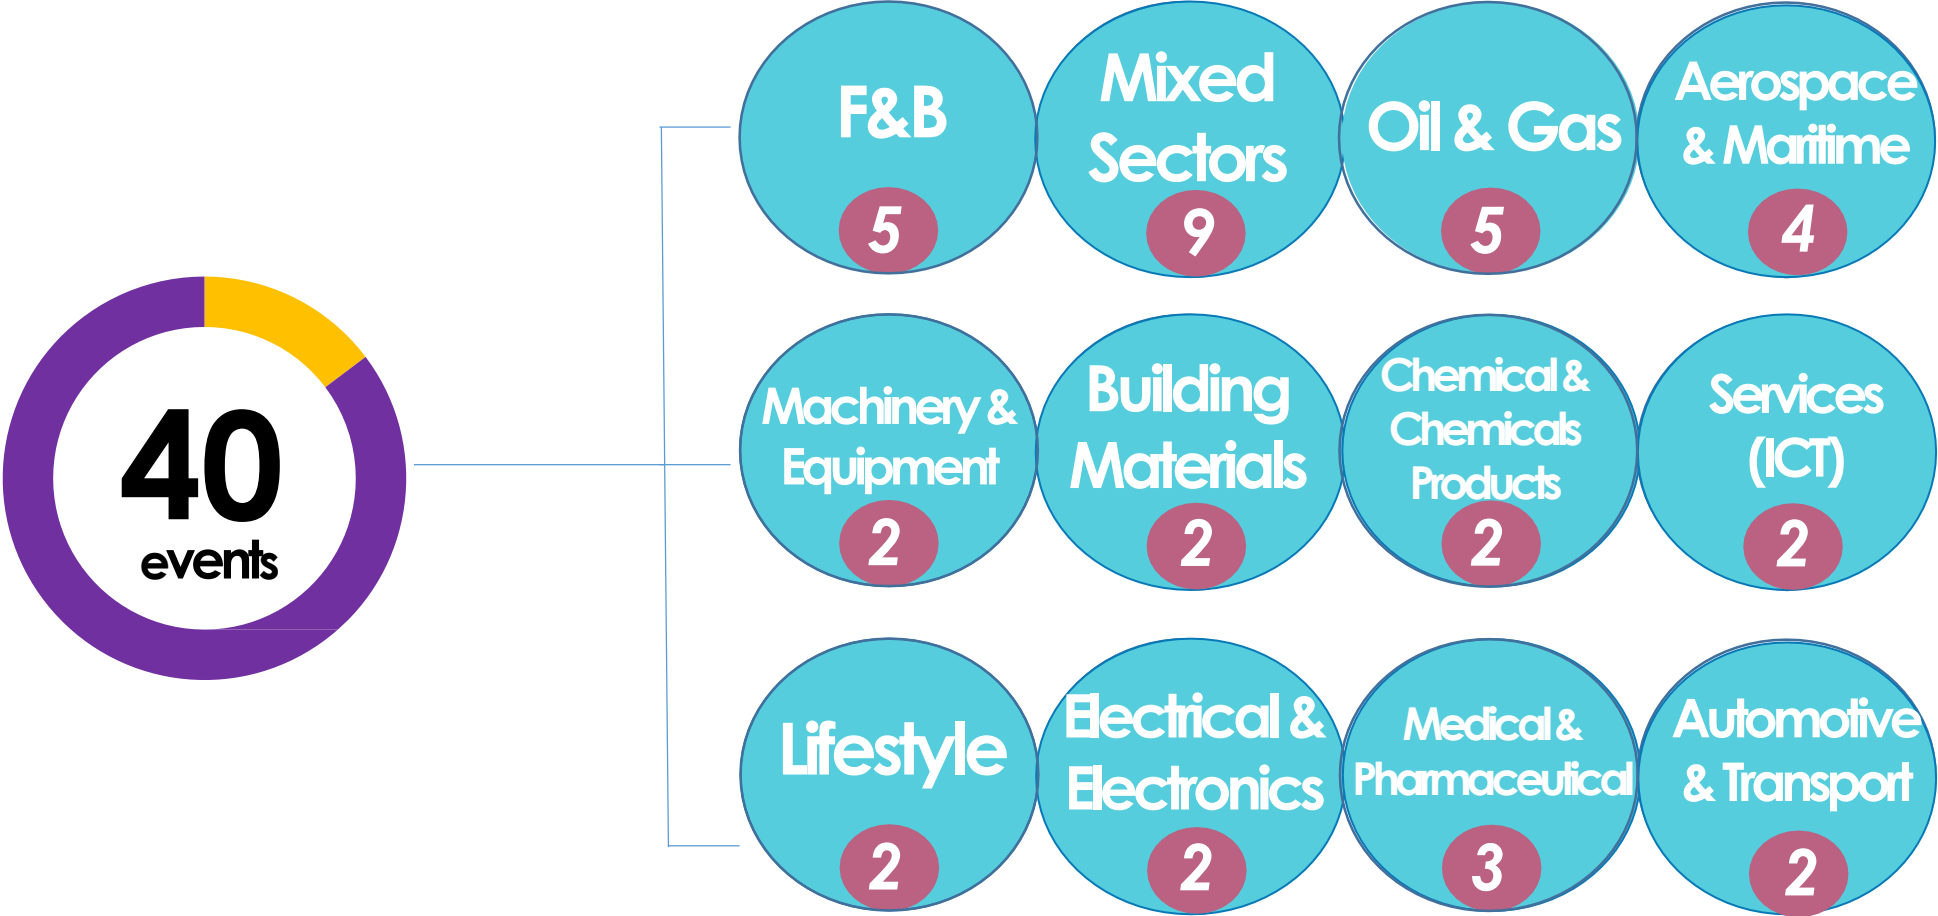 40
events
F&B
5
Mixed
Sectors
9
Oil & Gas
5
Aerospace
& Maritime
4
Machinery &
Equipment
2
Building
Materials
2
Chemical &
Chemicals
Products
2
Services
(ICT)
2
Lifestyle
2
Electrical &
Electronics
2
Medical &
Pharmaceutical
3
Automotive
& Transport
2